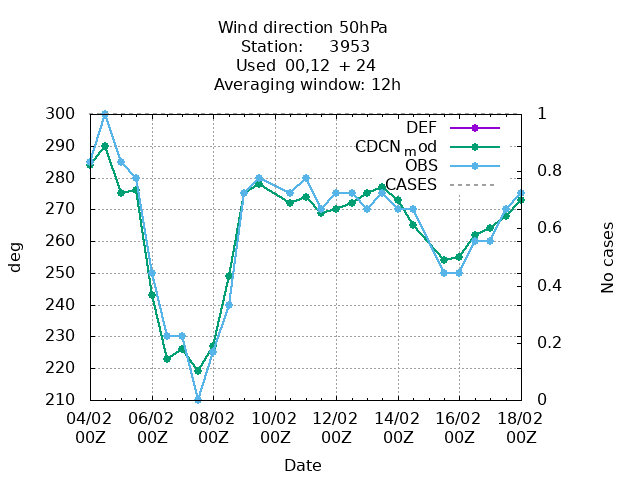 Wind direction 50hPa
Station: 3953
Used 00,12 + 24
Averaging window: 12h
300 1
290
280 0.8
270
260 0.6
250
240 0.4
230
220 0.2
210 0
DEF
CDCNmod
OBS
CASES
deg
No cases
04/02 06/02 08/02 10/02 12/02 14/02 16/02 18/02
00Z 00Z 00Z 00Z 00Z 00Z 00Z 00Z
Date